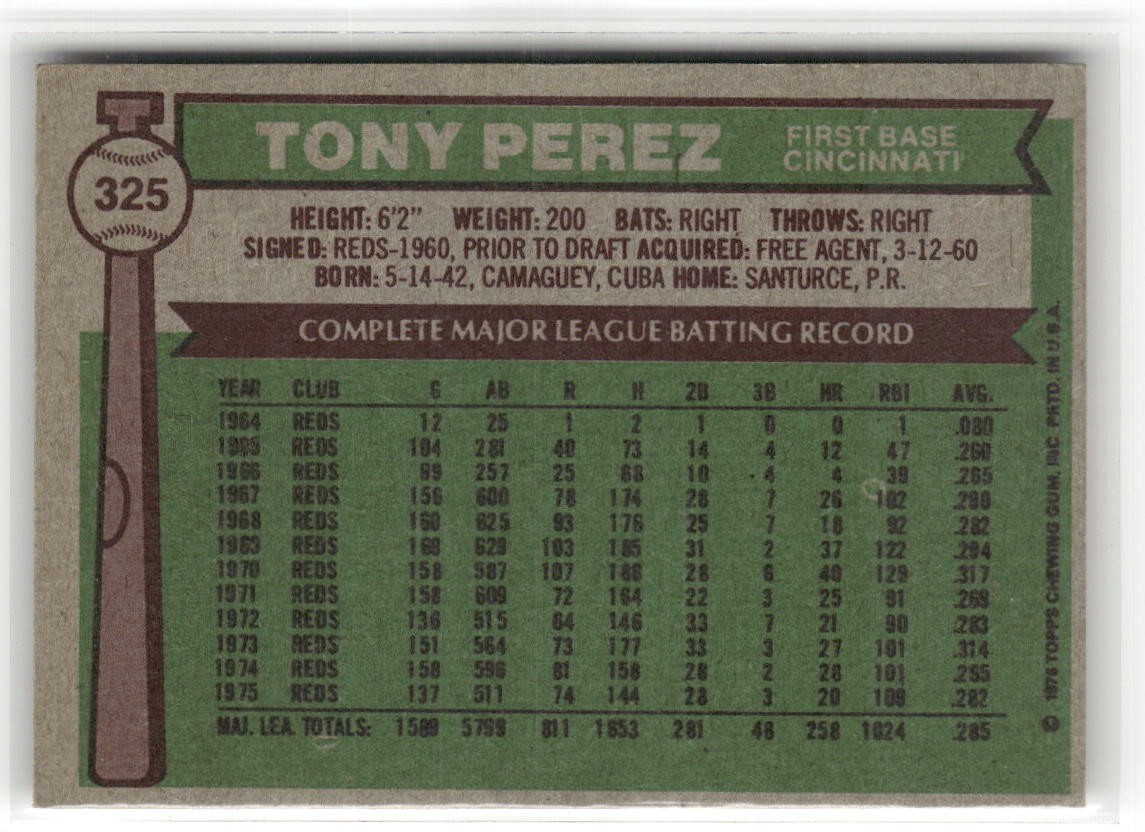 TONY PEREZ
FIRST BASE
CINCINNATI
325
HEIGHT: 6'2" WEIGHT: 200 BATS: RIGHT THROWS: RIGHT
SIGNED: REDS-1960, PRIOR TO DRAFT ACQUIRED: FREE AGENT, 3-12-60
BORN: 5-14-42, CAMAGUEY, CUBA HOME: SANTURCE, P.R.
COMPLETE MAJOR LEAGUE BATTING RECORD
YEAR CLUB G AB R H 2B 3B HR RBI AVG.
1964 REDS 12 25 1 2 1 0 0 1 .080
1965 REDS 104 281 40 73 14 4 12 47 .260
1966 REDS 99 257 25 68 10 4 4 39 .265
1967 REDS 156 600 78 174 28 7 26 102 .290
1968 REDS 160 625 93 176 25 7 18 92 .282
1969 REDS 160 629 103 185 31 2 37 122 .294
1970 REDS 158 587 107 186 28 6 40 129 .317
1971 REDS 158 609 72 164 22 3 25 91 .269
1972 REDS 136 515 64 146 33 7 21 90 .283
1973 REDS 151 564 73 177 33 3 27 101 .314
1974 REDS 158 596 81 158 28 2 28 101 .265
1975 REDS 137 511 74 144 28 3 20 109 .282
MAJ. LEA. TOTALS: 1589 5799 811 1653 281 48 258 1024 .285
© 1976 TOPPS CHEWING GUM, INC PRTD. IN U.S.A.